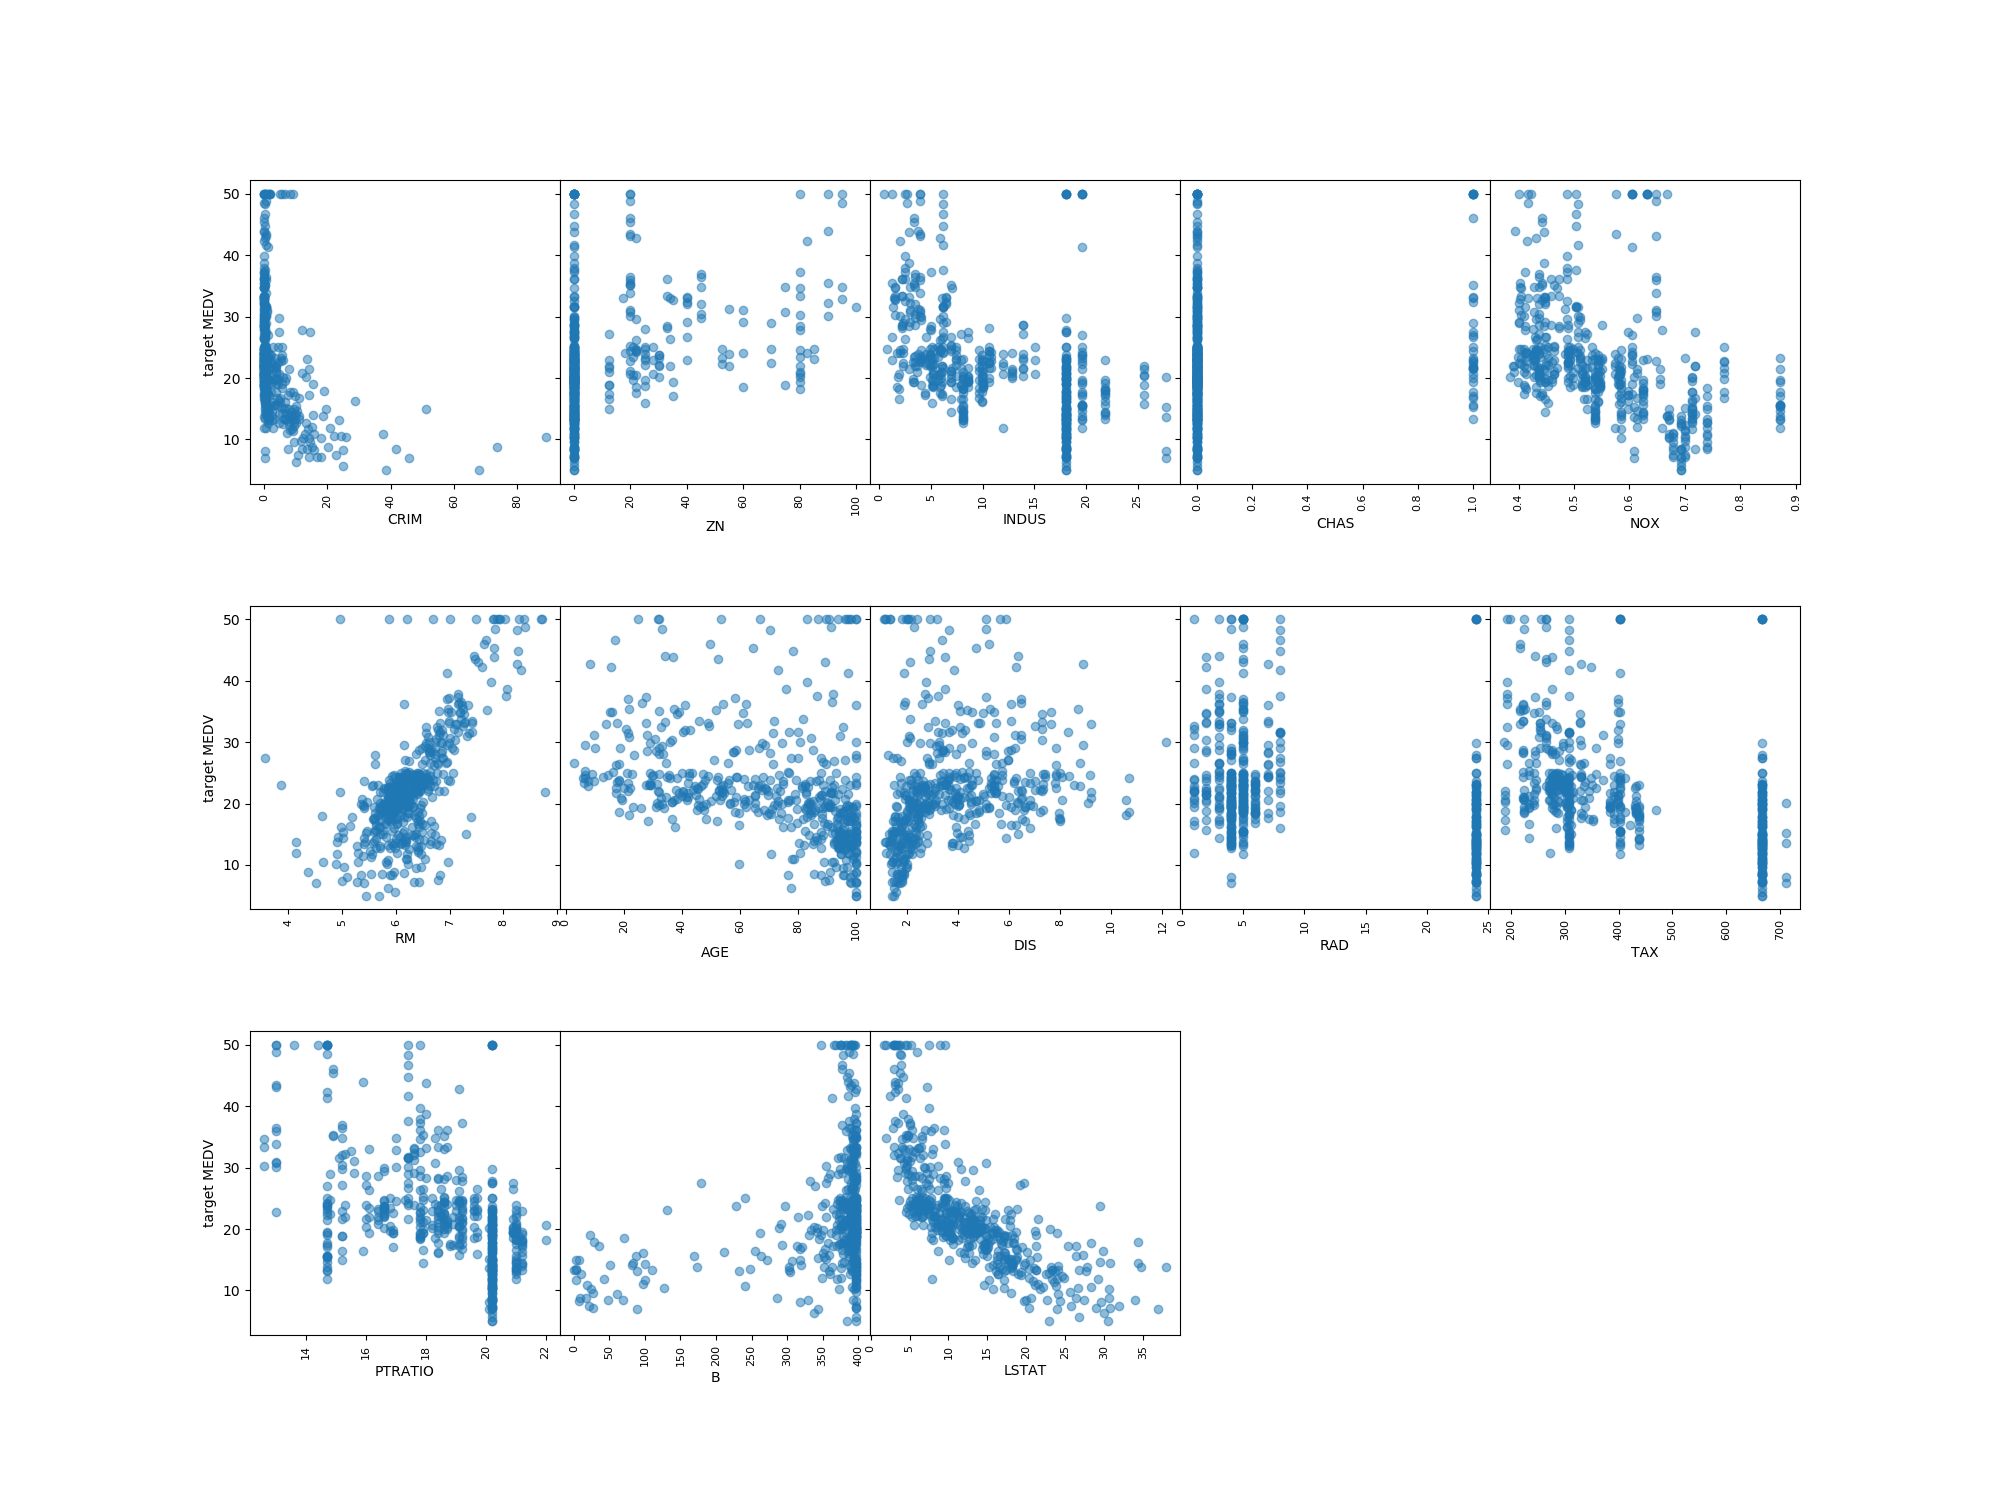 target MEDV
50
40
30
20
10
0 20 40 60 80
CRIM
0 20 40 60 80 100
ZN
0 5 10 15 20 25
INDUS
0.0 0.2 0.4 0.6 0.8 1.0
CHAS
0.4 0.5 0.6 0.7 0.8 0.9
NOX
target MEDV
50
40
30
20
10
4 5 6 7 8 9
RM
0 20 40 60 80 100
AGE
2 4 6 8 10 12
DIS
0 5 10 15 20 25
RAD
200 300 400 500 600 700
TAX
target MEDV
50
40
30
20
10
14 16 18 20 22
PTRATIO
0 50 100 150 200 250 300 350 400
B
0 5 10 15 20 25 30 35
LSTAT